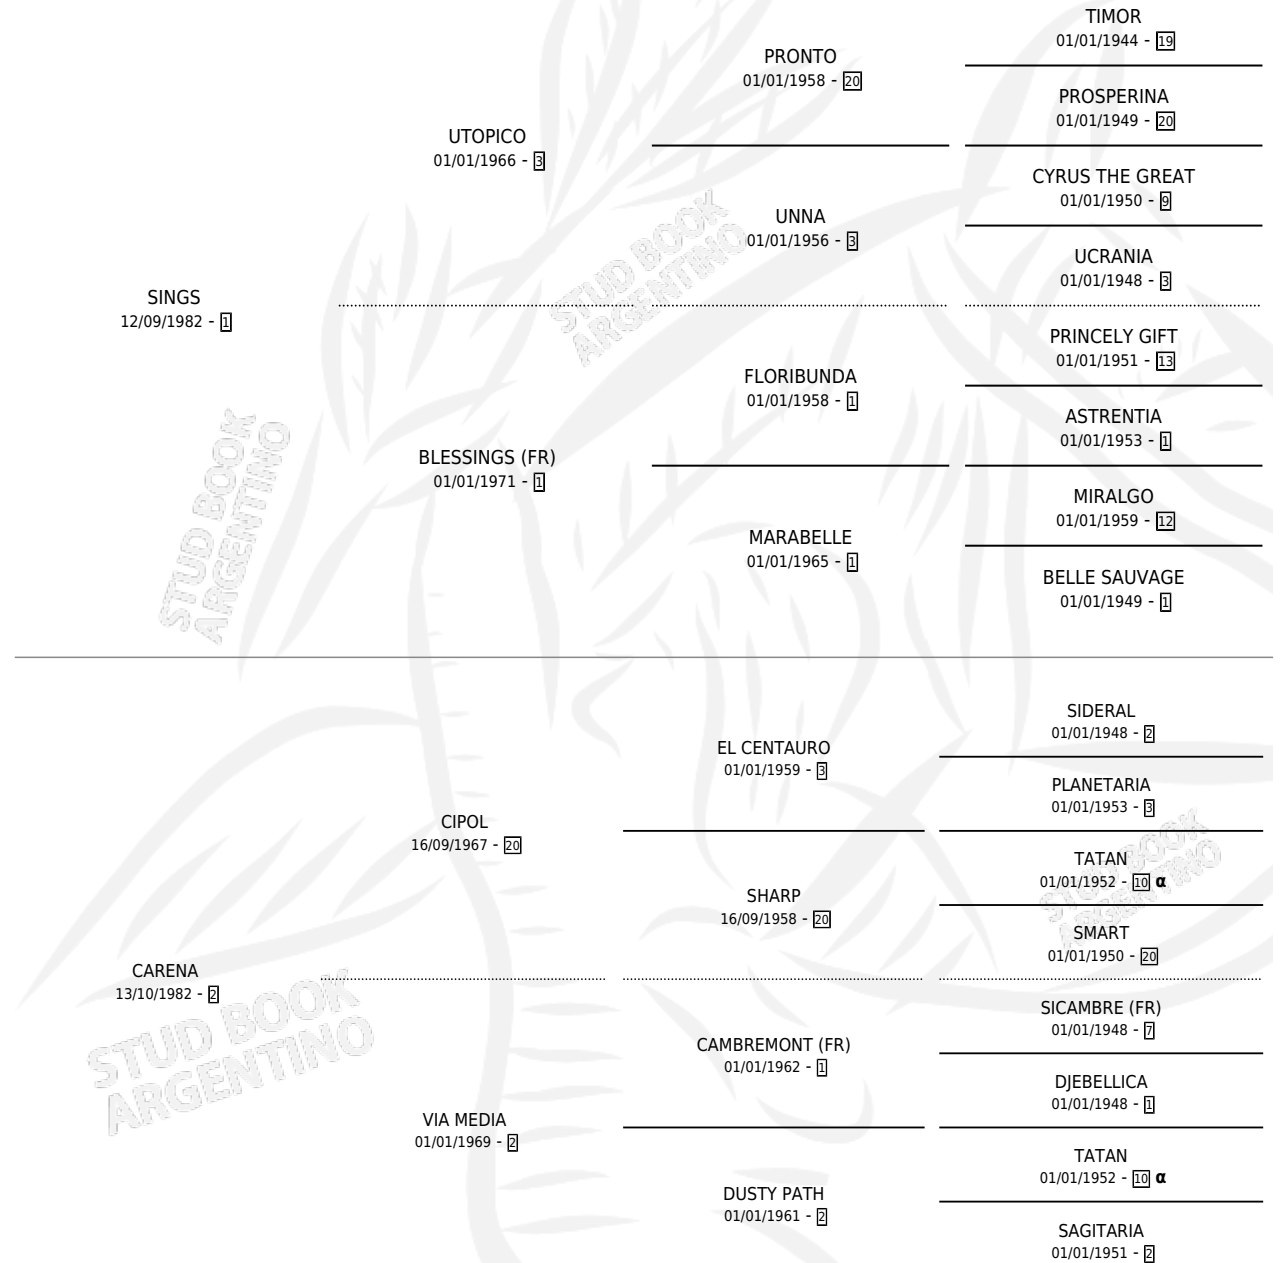 SINGS
12/09/1982 - 1
UTOPICO
01/01/1966 - 3
PRONTO
01/01/1958 - 20
TIMOR
01/01/1944 - 19
PROSPERINA
01/01/1949 - 20
UNNA
01/01/1956 - 3
CYRUS THE GREAT
01/01/1950 - 9
UCRANIA
01/01/1948 - 3
BLESSINGS (FR)
01/01/1971 - 1
FLORIBUNDA
01/01/1958 - 1
PRINCELY GIFT
01/01/1951 - 13
ASTRENTIA
01/01/1953 - 1
MARABELLE
01/01/1965 - 1
MIRALGO
01/01/1959 - 12
BELLE SAUVAGE
01/01/1949 - 1
CARENA
13/10/1982 - 2
CIPOL
16/09/1967 - 20
EL CENTAURO
01/01/1959 - 3
SIDERAL
01/01/1948 - 2
PLANETARIA
01/01/1953 - 3
SHARP
16/09/1958 - 20
TATAN
01/01/1952 - 10 α
SMART
01/01/1950 - 20
VIA MEDIA
01/01/1969 - 2
CAMBREMONT (FR)
01/01/1962 - 1
SICAMBRE (FR)
01/01/1948 - 7
DJEBELLICA
01/01/1948 - 1
DUSTY PATH
01/01/1961 - 2
TATAN
01/01/1952 - 10 α
SAGITARIA
01/01/1951 - 2
STUD BOOK
ARGENTINO
STUD BOOK
ARGENTINO
STUD BOOK
ARGENTINO
STUD BOOK
ARGENTINO